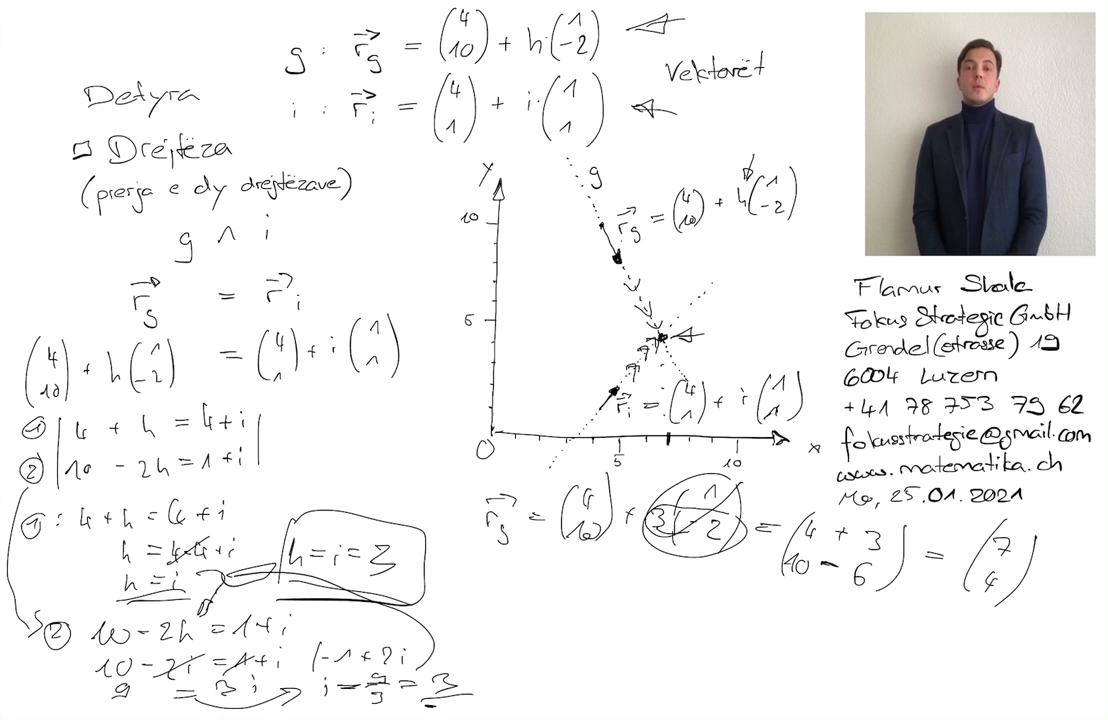 g : r⃗g = (4 10) + h·(1 -2)
i : r⃗i = (4 1) + i·(1 1)
Vektorët
Detyra
Drejtëza
(prerja e dy drejtëzave)
g ∧ i
r⃗g = r⃗i
(4 10) + h(1 -2) = (4 1) + i(1 1)
① 4 + h = 4 + i
② 10 - 2h = 1 + i
①: 4 + h = 4 + i
h = 4-4+i
h = i
h = i = 3
② 10 - 2h = 1 + i
10 - 2i = 1 + i |-1 + 2i
9 = 3i
i = 9/3 = 3
y
10
5
0
5
10
x
g
r⃗g = (4 10) + h(1 -2)
r⃗i = (4 1) + i(1 1)
r⃗g = (4 10) + 3(1 -2) = (4 + 3 10 - 6) = (7 4)
Flamur Shala
Fokus Strategie GmbH
Grendel(strasse) 19
6004 Luzern
+41 78 753 79 62
fokusstrategie@gmail.com
www.matematika.ch
Mo, 25.01.2021